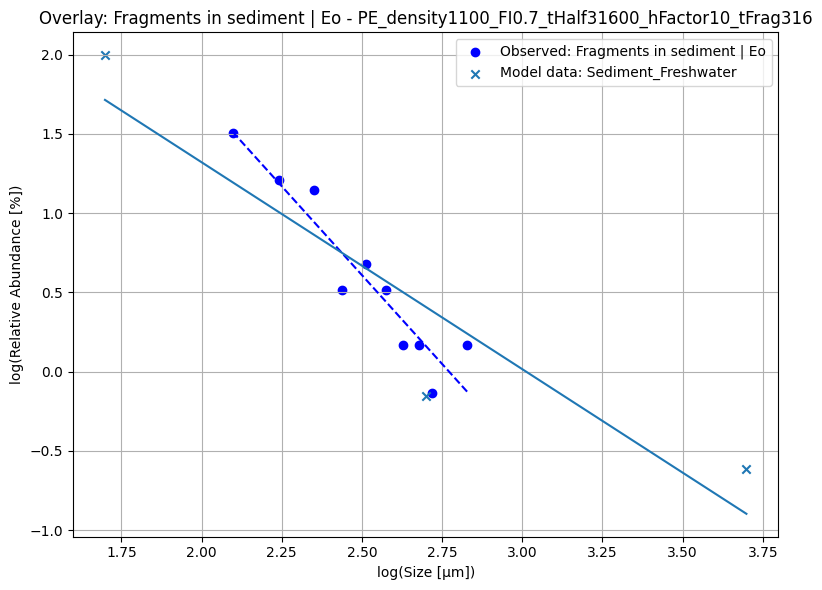 Overlay: Fragments in sediment | Eo - PE_density1100_FI0.7_tHalf31600_hFactor10_tFrag316
Observed: Fragments in sediment | Eo
Model data: Sediment_Freshwater
log(Relative Abundance [%])
2.0
1.5
1.0
0.5
0.0
−0.5
−1.0
1.75 2.00 2.25 2.50 2.75 3.00 3.25 3.50 3.75
log(Size [µm])